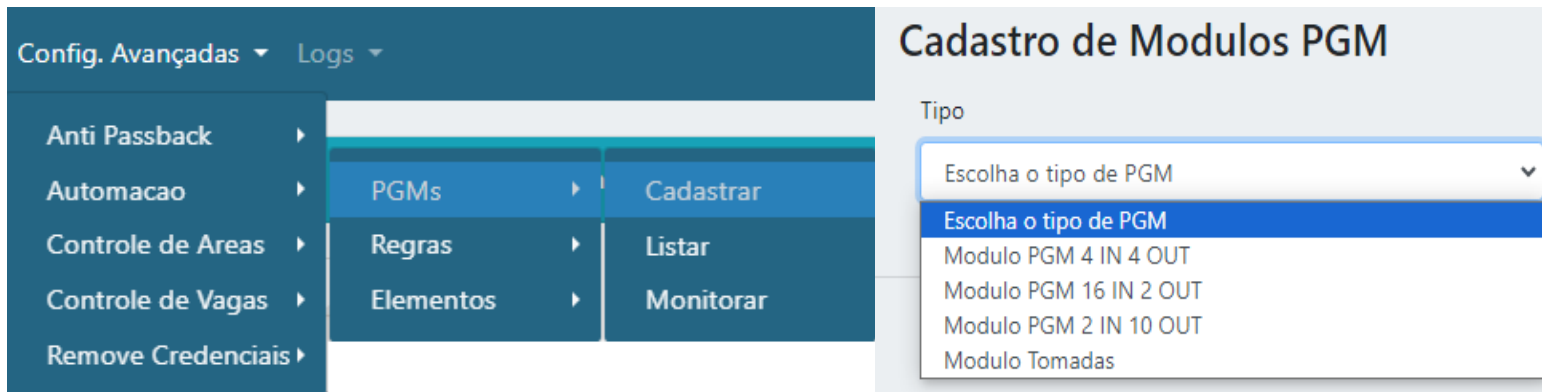 Config. Avançadas Logs
Anti Passback
Automacao
Controle de Areas
Controle de Vagas
Remove Credenciais
PGMs
Regras
Elementos
Cadastrar
Listar
Monitorar
Cadastro de Modulos PGM
Tipo
Escolha o tipo de PGM
Escolha o tipo de PGM
Modulo PGM 4 IN 4 OUT
Modulo PGM 16 IN 2 OUT
Modulo PGM 2 IN 10 OUT
Modulo Tomadas